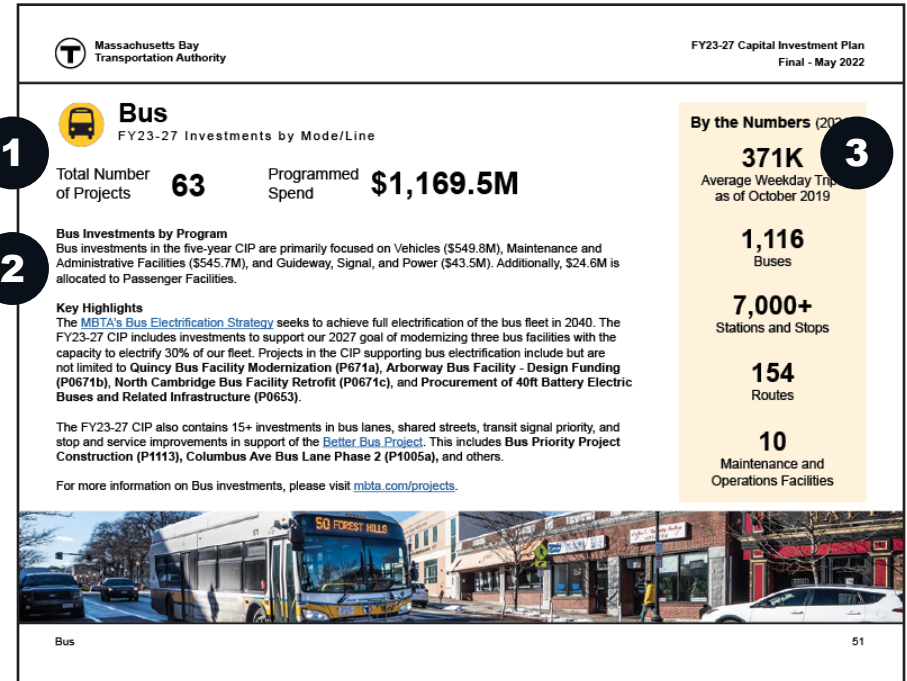 Massachusetts Bay
Transportation Authority
FY23-27 Capital Investment Plan
Final - May 2022
Bus
FY23-27 Investments by Mode/Line
1
Total Number
of Projects
63
Programmed
Spend
$1,169.5M
2
Bus Investments by Program
Bus investments in the five-year CIP are primarily focused on Vehicles ($549.8M), Maintenance and
Administrative Facilities ($545.7M), and Guideway, Signal, and Power ($43.5M). Additionally, $24.6M is
allocated to Passenger Facilities.
Key Highlights
The MBTA's Bus Electrification Strategy seeks to achieve full electrification of the bus fleet in 2040. The
FY23-27 CIP includes investments to support our 2027 goal of modernizing three bus facilities with the
capacity to electrify 30% of our fleet. Projects in the CIP supporting bus electrification include but are
not limited to Quincy Bus Facility Modernization (P671a), Arborway Bus Facility - Design Funding
(P0671b), North Cambridge Bus Facility Retrofit (P0671c), and Procurement of 40ft Battery Electric
Buses and Related Infrastructure (P0653).
The FY23-27 CIP also contains 15+ investments in bus lanes, shared streets, transit signal priority, and
stop and service improvements in support of the Better Bus Project. This includes Bus Priority Project
Construction (P1113), Columbus Ave Bus Lane Phase 2 (P1005a), and others.
For more information on Bus investments, please visit mbta.com/projects.
By the Numbers
3
371K
Average Weekday
as of October 2019
1,116
Buses
7,000+
Stations and Stops
154
Routes
10
Maintenance and
Operations Facilities
50 FOREST HILLS
Bus
51